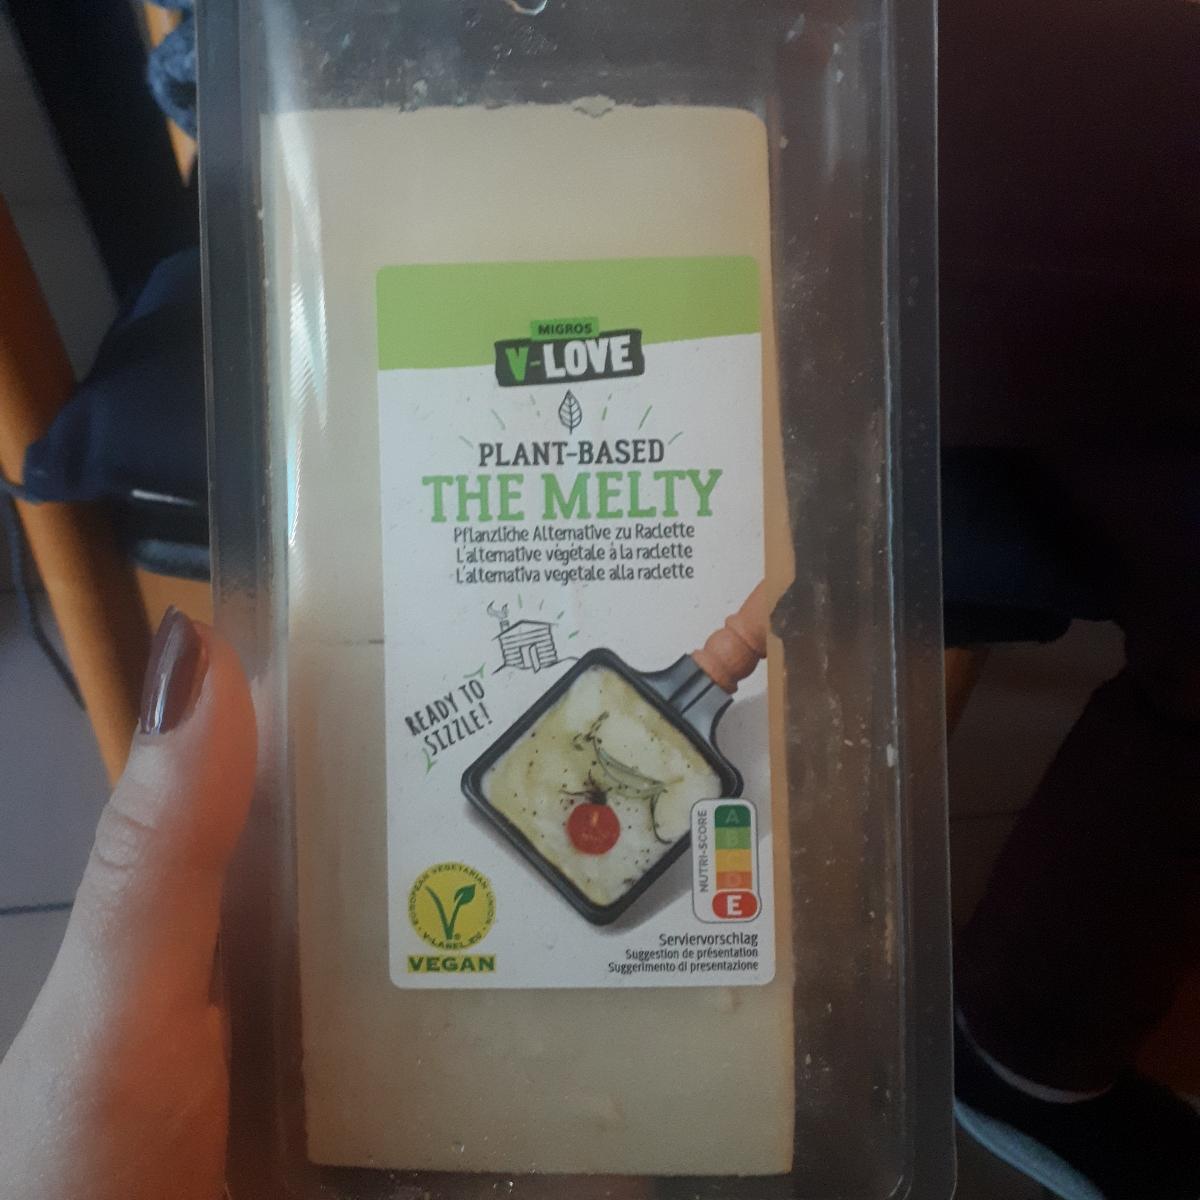 MIGROS
V-LOVE
PLANT-BASED
THE MELTY
Pflanzliche Alternative zu Raclette
L'alternative végétale à la raclette
L'alternativa vegetale alla raclette
READY TO
SIZZLE!
NUTRI-SCORE
A
B
C
D
E
EUROPEAN VEGETARIAN UNION
V-LABEL.EU
VEGAN
Serviervorschlag
Suggestion de présentation
Suggerimento di presentazione